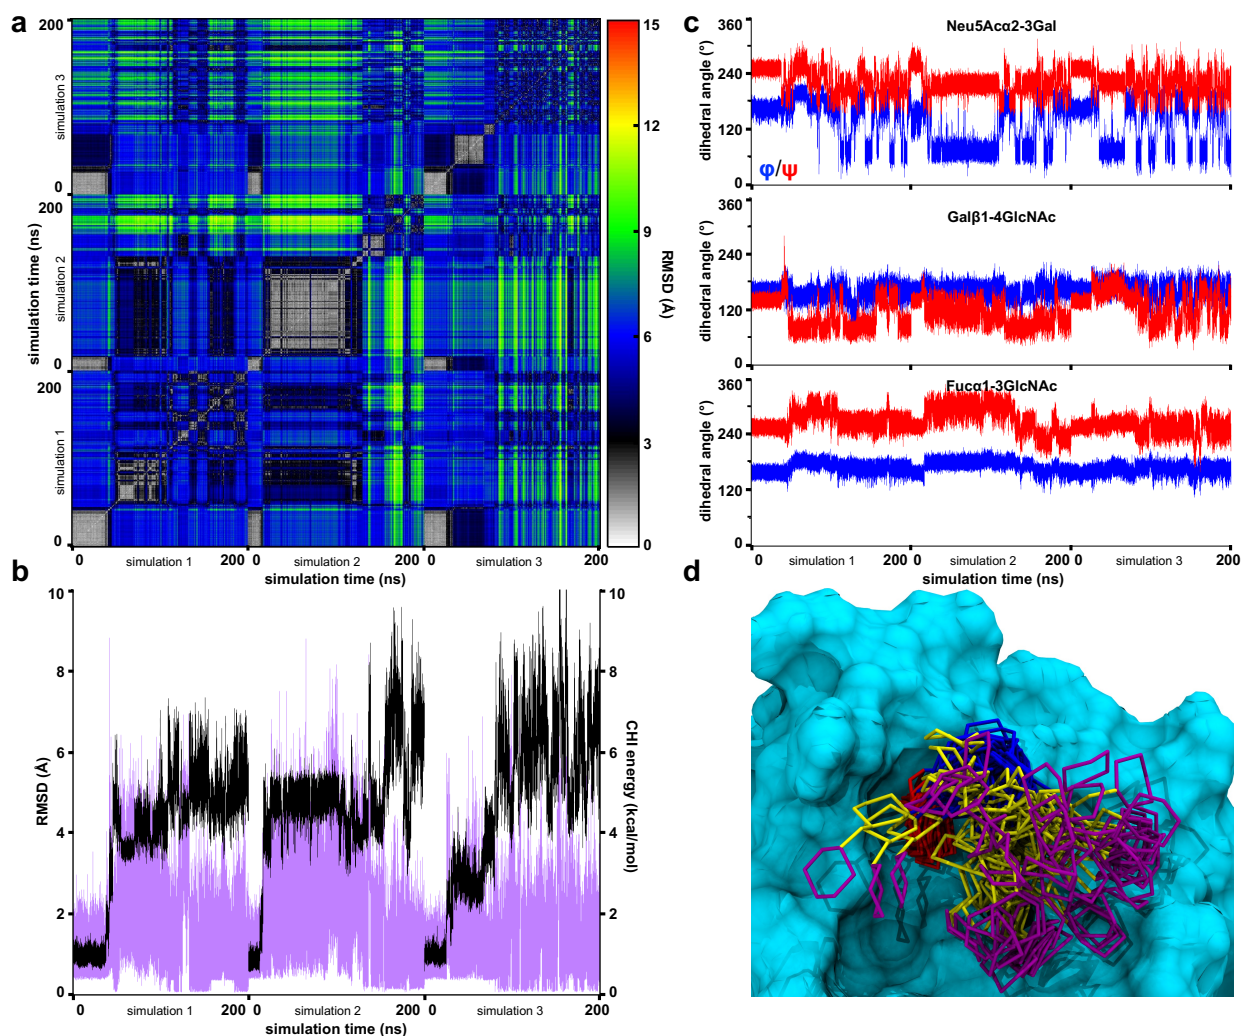 a
200
simulation 3
0
200
simulation 2
0
200
simulation 1
0
simulation time (ns)
0 simulation 1 200 0 simulation 2 200 0 simulation 3 200
simulation time (ns)
15
12
9
6
3
0
RMSD (Å)
b
10
8
6
4
2
0
RMSD (Å)
10
8
6
4
2
0
CHI energy (kcal/mol)
0 simulation 1 200 0 simulation 2 200 0 simulation 3 200
simulation time (ns)
c
Neu5Acα2-3Gal
360
240
120
0
dihedral angle (°)
φ/ψ
Galβ1-4GlcNAc
360
240
120
0
dihedral angle (°)
Fucα1-3GlcNAc
360
240
120
0
dihedral angle (°)
0 simulation 1 200 0 simulation 2 200 0 simulation 3 200
simulation time (ns)
d